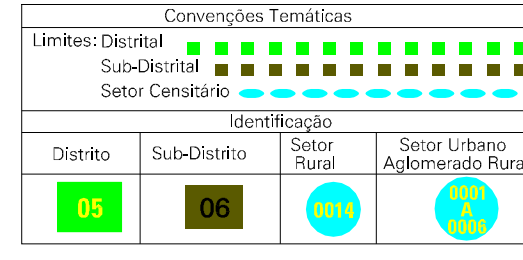 Convenções Temáticas
Limites: Distrital
Sub-Distrital
Setor Censitário
Identificação
Distrito
Sub-Distrito
Setor
Rural
Setor Urbano
Aglomerado Rura
05
06
0014
0001
A
0006